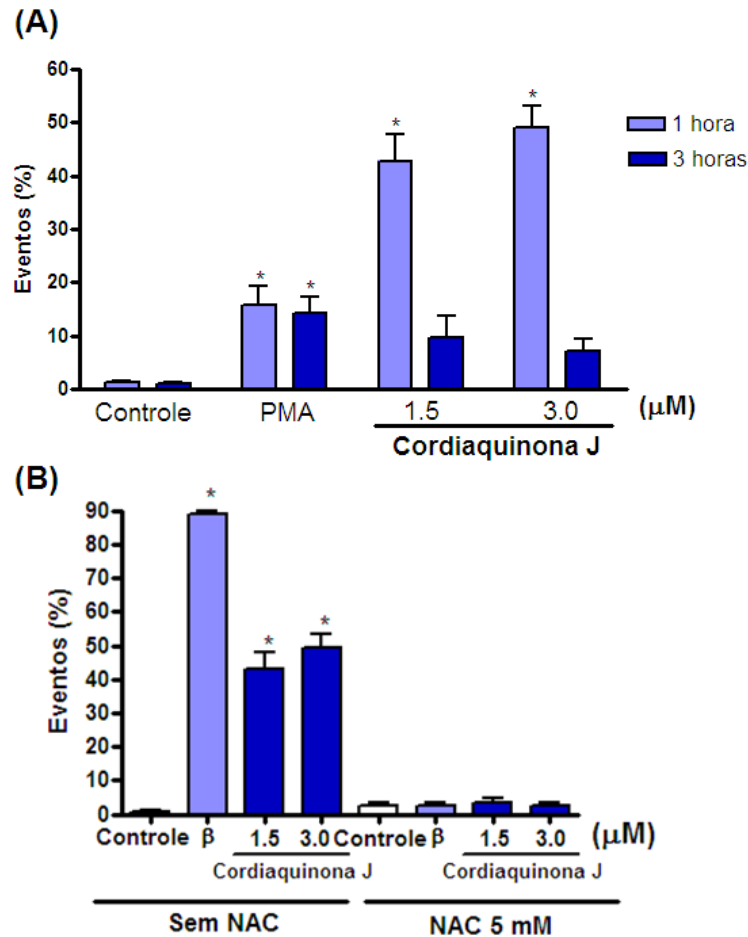 (A)
60
50
40
30
20
10
0
Eventos (%)
* * * *
1 hora
3 horas
Controle PMA 1.5 3.0 (μM)
Cordiaquinona J
(B)
90
80
70
60
50
40
30
20
10
0
Eventos (%)
* * *
Controle β 1.5 3.0 Controle β 1.5 3.0 (μM)
Cordiaquinona J Cordiaquinona J
Sem NAC NAC 5 mM